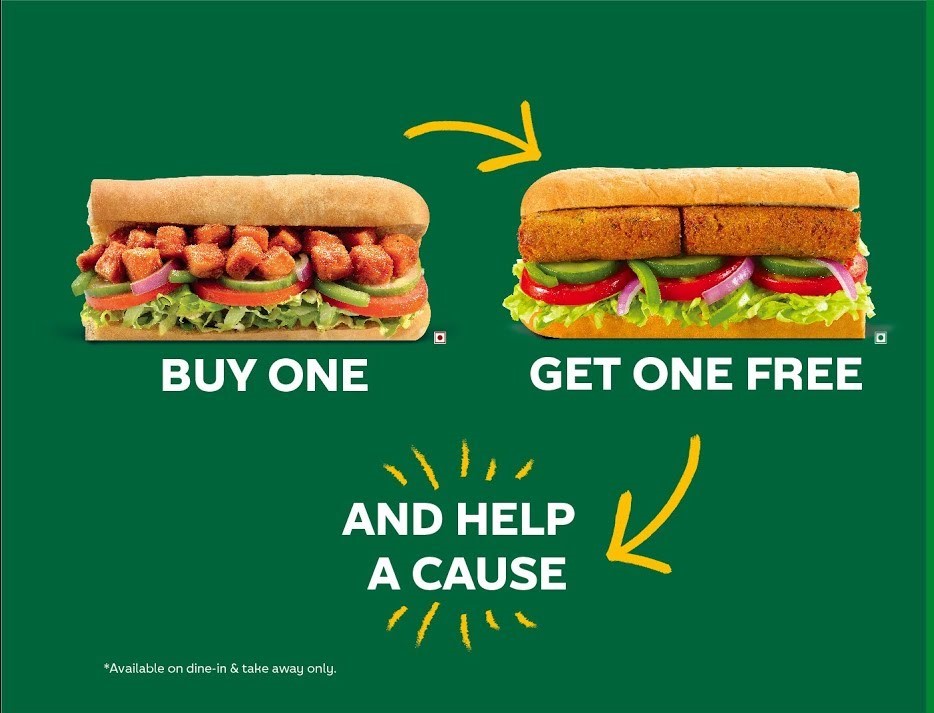 BUY ONE
GET ONE FREE
AND HELP
A CAUSE
*Available on dine-in & take away only.